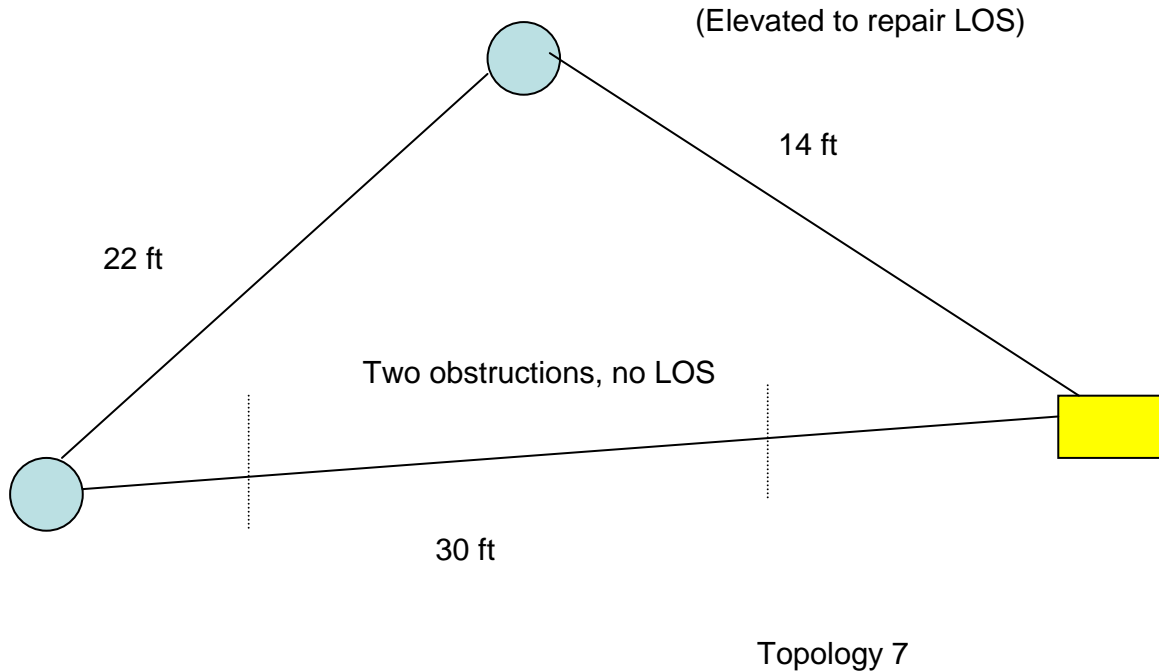 (Elevated to repair LOS)
14 ft
22 ft
Two obstructions, no LOS
30 ft
Topology 7